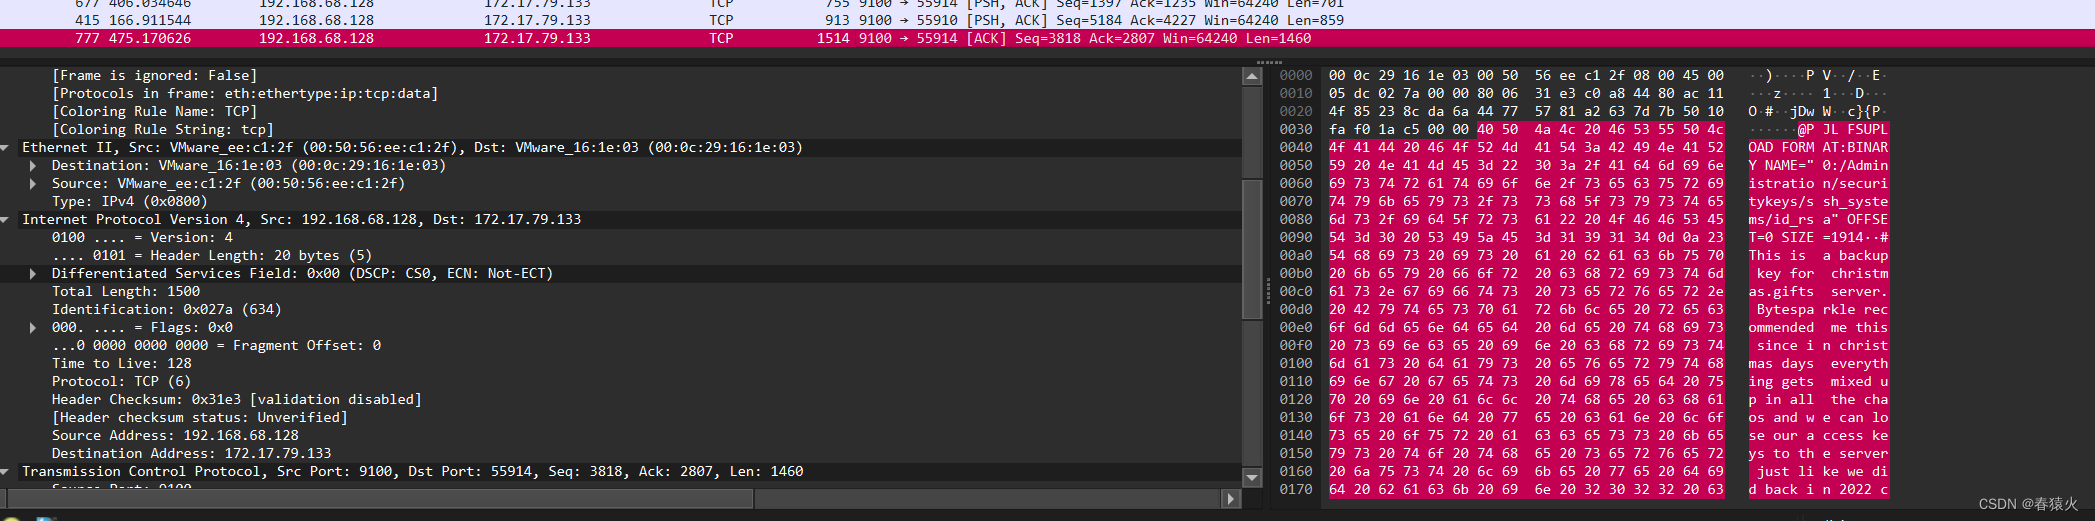 677 406.034646 192.168.68.128 172.17.79.133 TCP 755 9100 → 55914 [PSH, ACK] Seq=1397 Ack=1235 Win=64240 Len=701
415 166.911544 192.168.68.128 172.17.79.133 TCP 913 9100 → 55910 [PSH, ACK] Seq=5184 Ack=4227 Win=64240 Len=859
777 475.170626 192.168.68.128 172.17.79.133 TCP 1514 9100 → 55914 [ACK] Seq=3818 Ack=2807 Win=64240 Len=1460
[Frame is ignored: False]
[Protocols in frame: eth:ethertype:ip:tcp:data]
[Coloring Rule Name: TCP]
[Coloring Rule String: tcp]
Ethernet II, Src: VMware_ee:c1:2f (00:50:56:ee:c1:2f), Dst: VMware_16:1e:03 (00:0c:29:16:1e:03)
Destination: VMware_16:1e:03 (00:0c:29:16:1e:03)
Source: VMware_ee:c1:2f (00:50:56:ee:c1:2f)
Type: IPv4 (0x0800)
Internet Protocol Version 4, Src: 192.168.68.128, Dst: 172.17.79.133
0100 .... = Version: 4
.... 0101 = Header Length: 20 bytes (5)
Differentiated Services Field: 0x00 (DSCP: CS0, ECN: Not-ECT)
Total Length: 1500
Identification: 0x027a (634)
000. .... = Flags: 0x0
...0 0000 0000 0000 = Fragment Offset: 0
Time to Live: 128
Protocol: TCP (6)
Header Checksum: 0x31e3 [validation disabled]
[Header checksum status: Unverified]
Source Address: 192.168.68.128
Destination Address: 172.17.79.133
Transmission Control Protocol, Src Port: 9100, Dst Port: 55914, Seq: 3818, Ack: 2807, Len: 1460
0000 00 0c 29 16 1e 03 00 50 56 ee c1 2f 08 00 45 00 ··)····P V··/··E·
0010 05 dc 02 7a 00 00 80 06 31 e3 c0 a8 44 80 ac 11 ···z···· 1···D···
0020 4f 85 23 8c da 6a 44 77 57 81 a2 63 7d 7b 50 10 O·#··jDw W··c}{P·
0030 fa f0 1a c5 00 00 40 50 4a 4c 20 46 53 55 50 4c ······@P JL FSUPL
0040 4f 41 44 20 46 4f 52 4d 41 54 3a 42 49 4e 41 52 OAD FORM AT:BINAR
0050 59 20 4e 41 4d 45 3d 22 30 3a 2f 41 64 6d 69 6e Y NAME=" 0:/Admin
0060 69 73 74 72 61 74 69 6f 6e 2f 73 65 63 75 72 69 istratio n/securi
0070 74 79 6b 65 79 73 2f 73 73 68 5f 73 79 73 74 65 tykeys/s sh_syste
0080 6d 73 2f 69 64 5f 72 73 61 22 20 4f 46 46 53 45 ms/id_rs a" OFFSE
0090 54 3d 30 20 53 49 5a 45 3d 31 39 31 34 0d 0a 23 T=0 SIZE =1914··#
00a0 54 68 69 73 20 69 73 20 61 20 62 61 63 6b 75 70 This is a backup
00b0 20 6b 65 79 20 66 6f 72 20 63 68 72 69 73 74 6d key for christm
00c0 61 73 2e 67 69 66 74 73 20 73 65 72 76 65 72 2e as.gifts server.
00d0 20 42 79 74 65 73 70 61 72 6b 6c 65 20 72 65 63 Bytespa rkle rec
00e0 6f 6d 6d 65 6e 64 65 64 20 6d 65 20 74 68 69 73 ommended me this
00f0 20 73 69 6e 63 65 20 69 6e 20 63 68 72 69 73 74 since i n christ
0100 6d 61 73 20 64 61 79 73 20 65 76 65 72 79 74 68 mas days everyth
0110 69 6e 67 20 67 65 74 73 20 6d 69 78 65 64 20 75 ing gets mixed u
0120 70 20 69 6e 20 61 6c 6c 20 74 68 65 20 63 68 61 p in all the cha
0130 6f 73 20 61 6e 64 20 77 65 20 63 61 6e 20 6c 6f os and w e can lo
0140 73 65 20 6f 75 72 20 61 63 63 65 73 73 20 6b 65 se our a ccess ke
0150 79 73 20 74 6f 20 74 68 65 20 73 65 72 76 65 72 ys to th e server
0160 20 6a 75 73 74 20 6c 69 6b 65 20 77 65 20 64 69 just li ke we di
0170 64 20 62 61 63 6b 20 69 6e 20 32 30 32 32 20 63 d back i n 2022 c
CSDN @春猿火